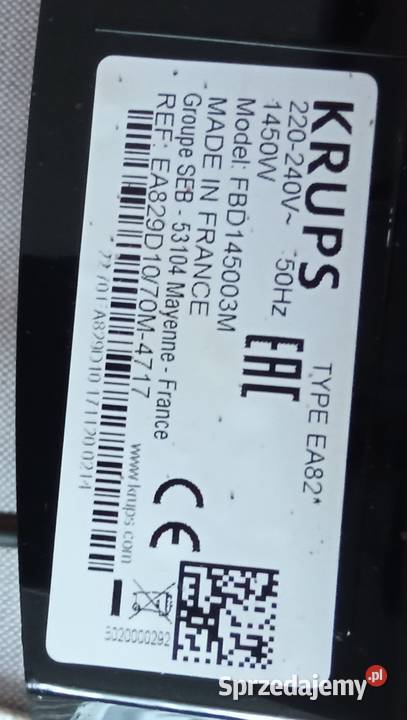 KRUPS TYPE EA82*
220-240V~ 50Hz
1450W
EAC
Model: FBD145003M
MADE IN FRANCE
Groupe SEB - 53104 Mayenne - France
REF: EA829D10/70M-4717
www.krups.com
CE
5020000292
Sprzedajemy.pl